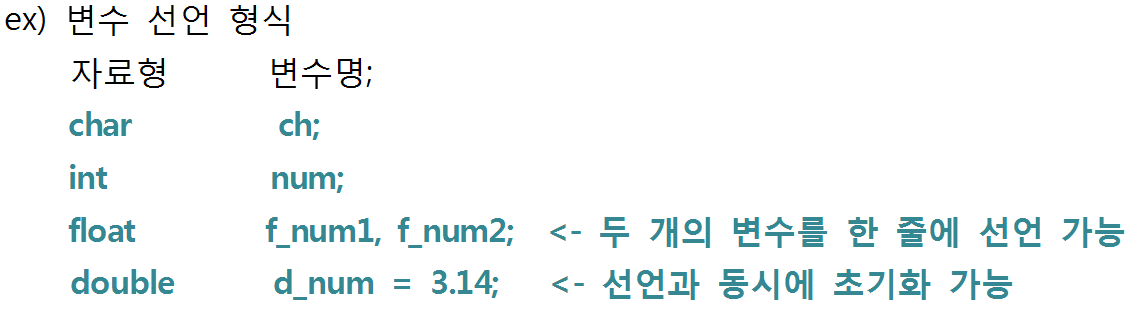 ex) 변수 선언 형식
자료형 변수명;
char ch;
int num;
float f_num1, f_num2; <- 두 개의 변수를 한 줄에 선언 가능
double d_num = 3.14; <- 선언과 동시에 초기화 가능